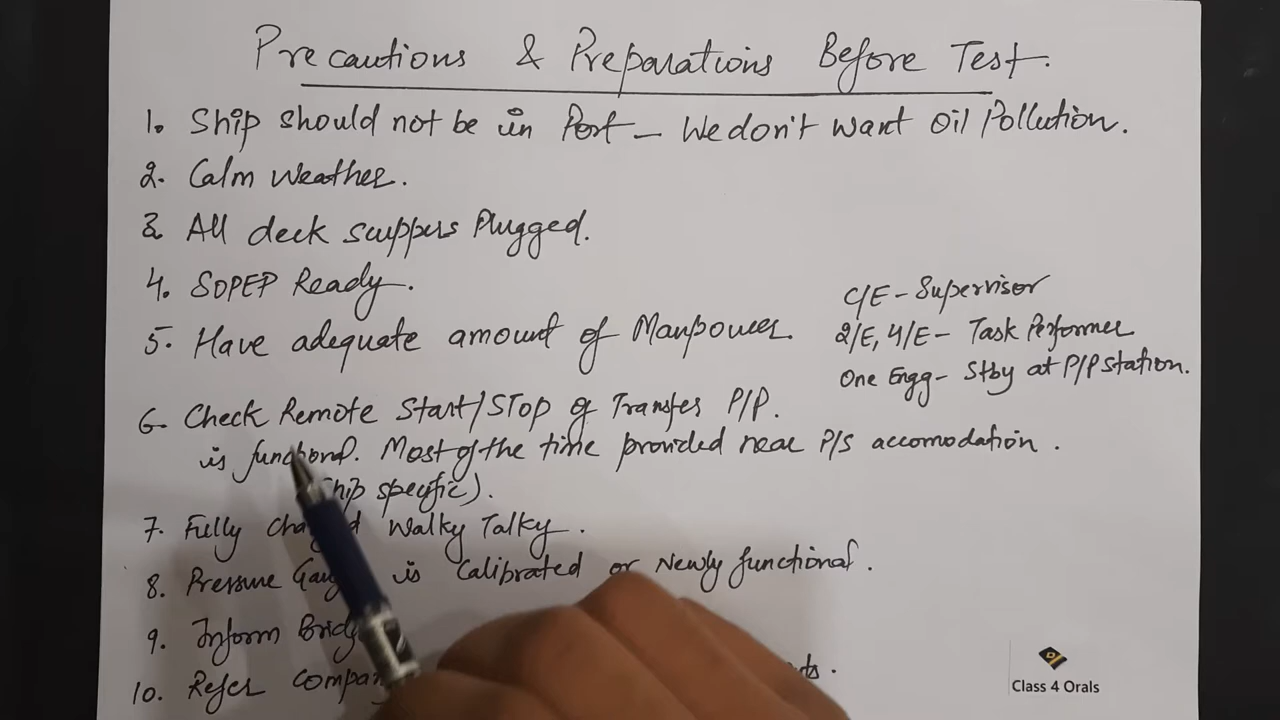 Precautions & Preparations Before Test.
1. Ship should not be in Port - We don't want Oil Pollution.
2. Calm Weather.
3 All deck scuppers Plugged.
4. SOPEP Ready.
5. Have adequate amount of Manpower.
C/E - Supervisor
2/E, 4/E - Task Performer
One Engg - Stby at P/P Station.
6. Check Remote Start/Stop of Transfer P/P.
is functional. Most of the time provided near P/S accomodation.
Ship specific).
7. Fully Walky Talky.
8. Pressure is Calibrated or Newly functional.
9. Inform
10. Refer
Class 4 Orals